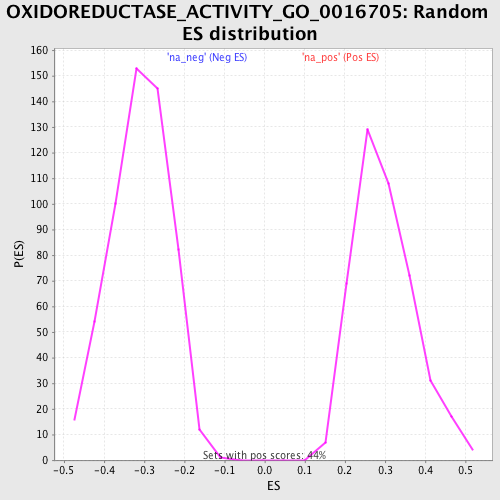 OXIDOREDUCTASE_ACTIVITY_GO_0016705: Random
ES distribution
'na_neg' (Neg ES) 'na_pos' (Pos ES)
P(ES)
160
150
140
130
120
110
100
90
80
70
60
50
40
30
20
10
0
Sets with pos scores: 44%
-0.5 -0.4 -0.3 -0.2 -0.1 0.0 0.1 0.2 0.3 0.4 0.5
ES